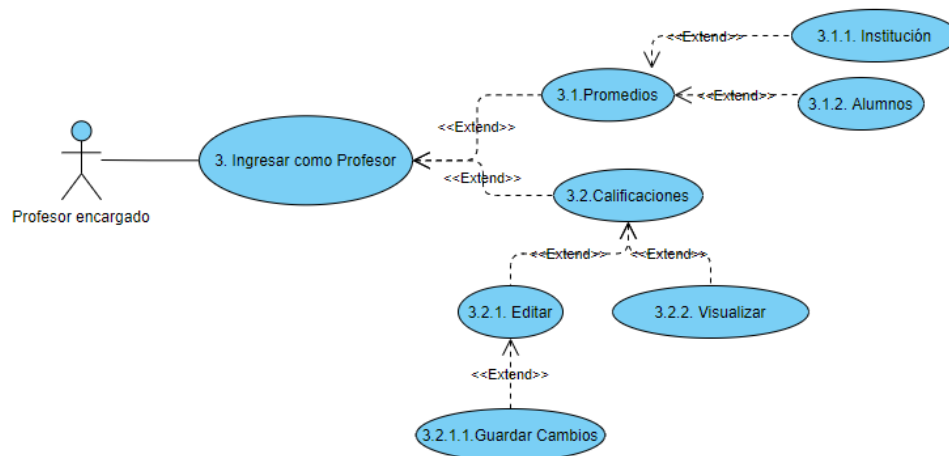 3.1.1. Institución
<<Extend>>
3.1.Promedios
<<Extend>>
3.1.2. Alumnos
<<Extend>>
3. Ingresar como Profesor
<<Extend>>
Profesor encargado
3.2.Calificaciones
<<Extend>>
<<Extend>>
3.2.1. Editar
3.2.2. Visualizar
<<Extend>>
3.2.1.1.Guardar Cambios